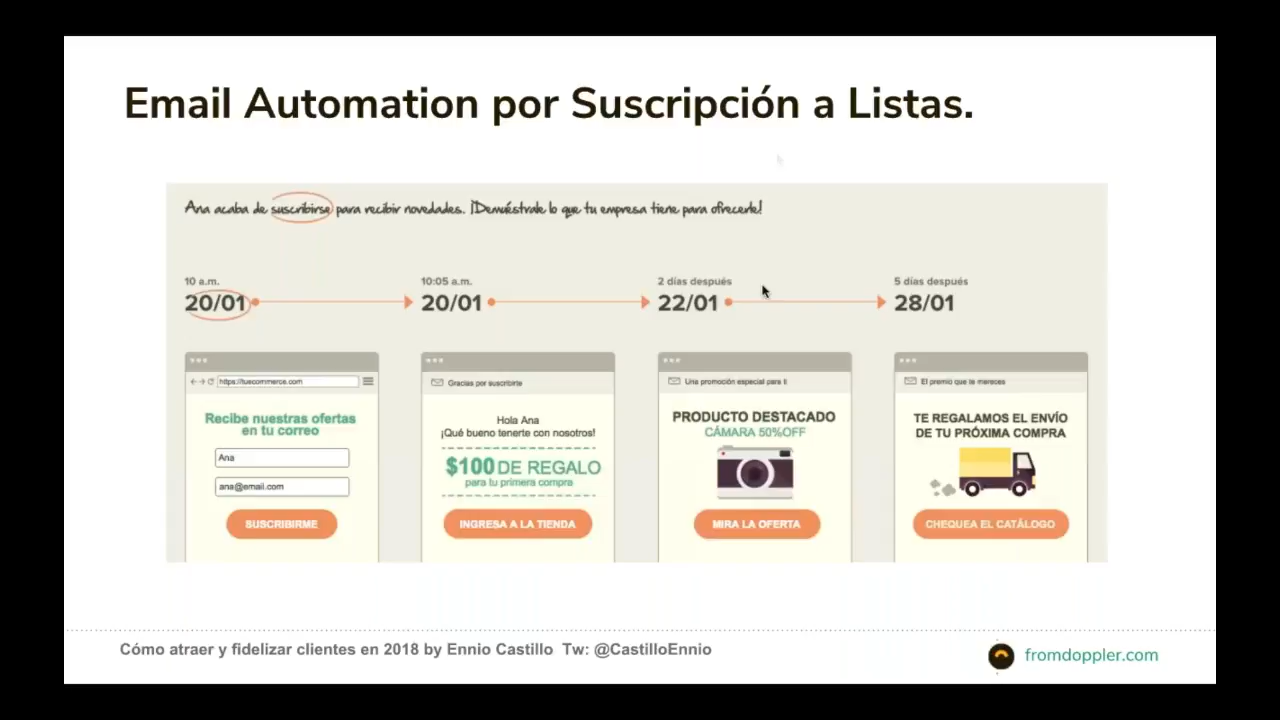 Email Automation por Suscripción a Listas.
Ana acaba de suscribirse para recibir novedades. ¡Demuéstrale lo que tu empresa tiene para ofrecerle!
10 a.m.
20/01
10:05 a.m.
20/01
2 días después
22/01
5 días después
28/01
https://tuecommerce.com
Recibe nuestras ofertas
en tu correo
Ana
ana@email.com
SUSCRIBIRME
Gracias por suscribirte
Hola Ana
¡Qué bueno tenerte con nosotros!
$100 DE REGALO
para tu primera compra
INGRESA A LA TIENDA
Una promoción especial para ti
PRODUCTO DESTACADO
CÁMARA 50%OFF
MIRA LA OFERTA
El premio que te mereces
TE REGALAMOS EL ENVÍO
DE TU PRÓXIMA COMPRA
CHEQUEA EL CATÁLOGO
Cómo atraer y fidelizar clientes en 2018 by Ennio Castillo Tw: @CastilloEnnio
fromdoppler.com